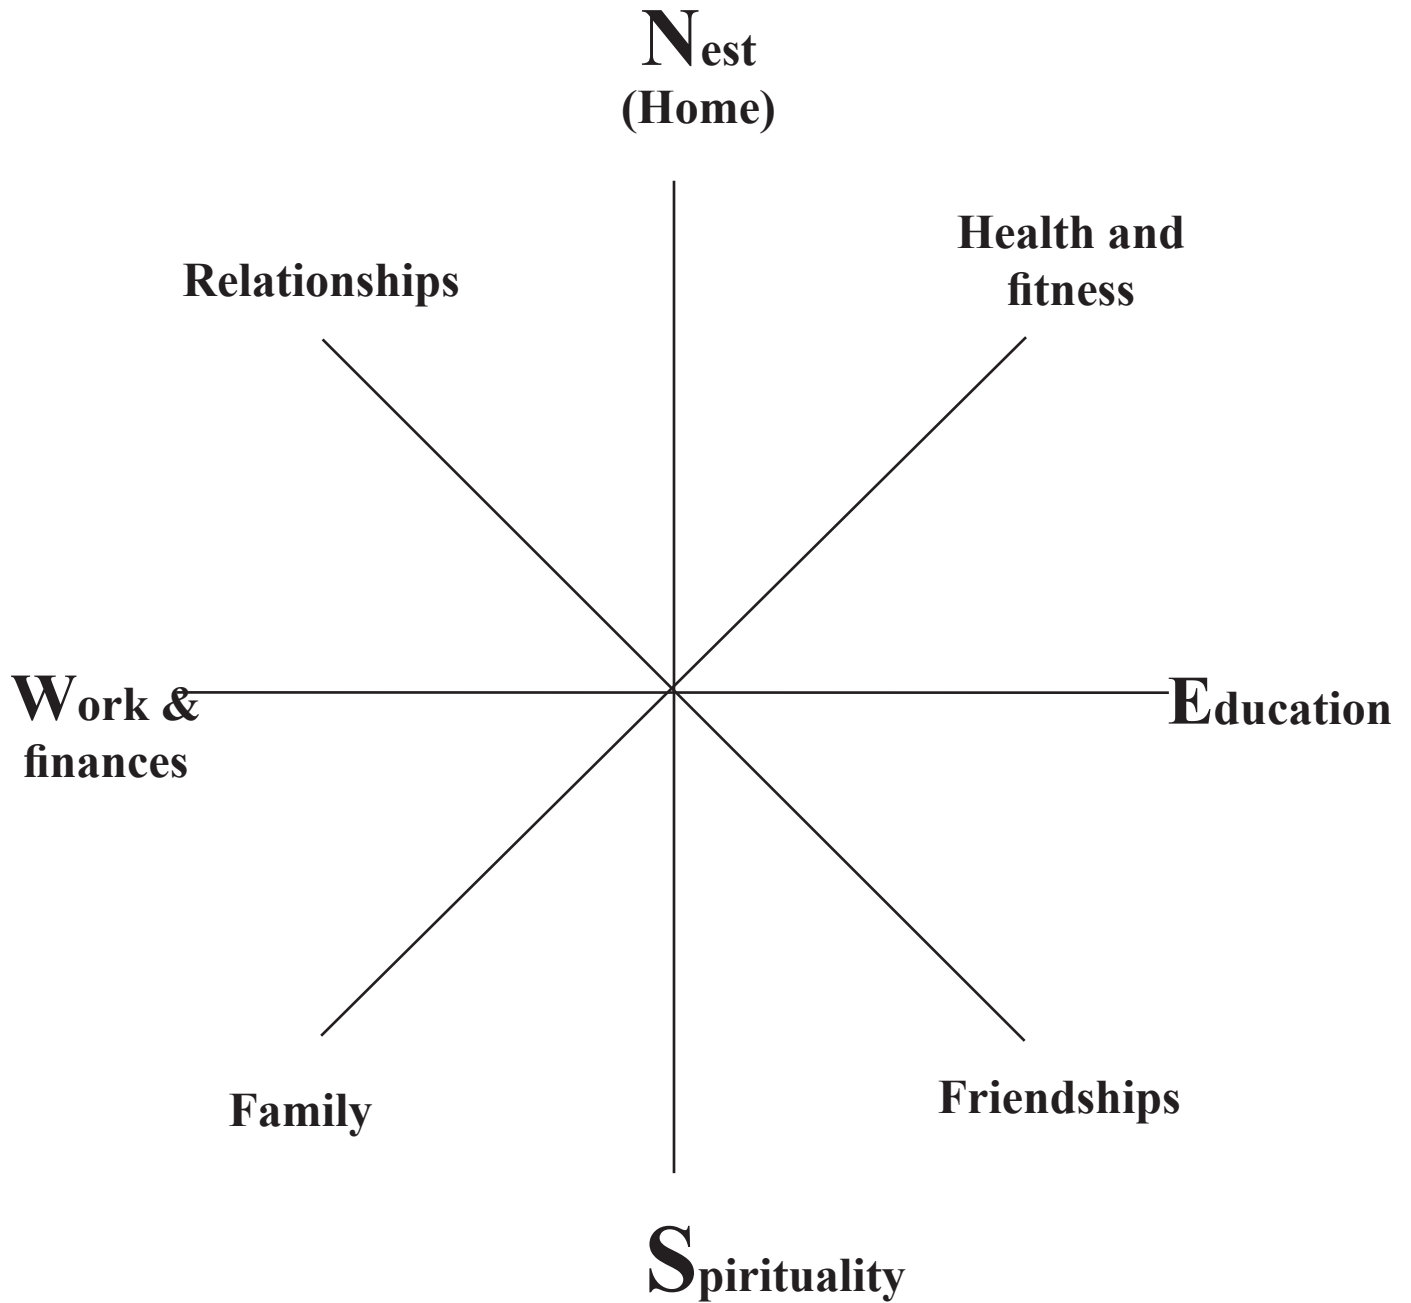 Nest
(Home)
Health and
fitness
Relationships
Work &
finances
Education
Family
Friendships
Spirituality